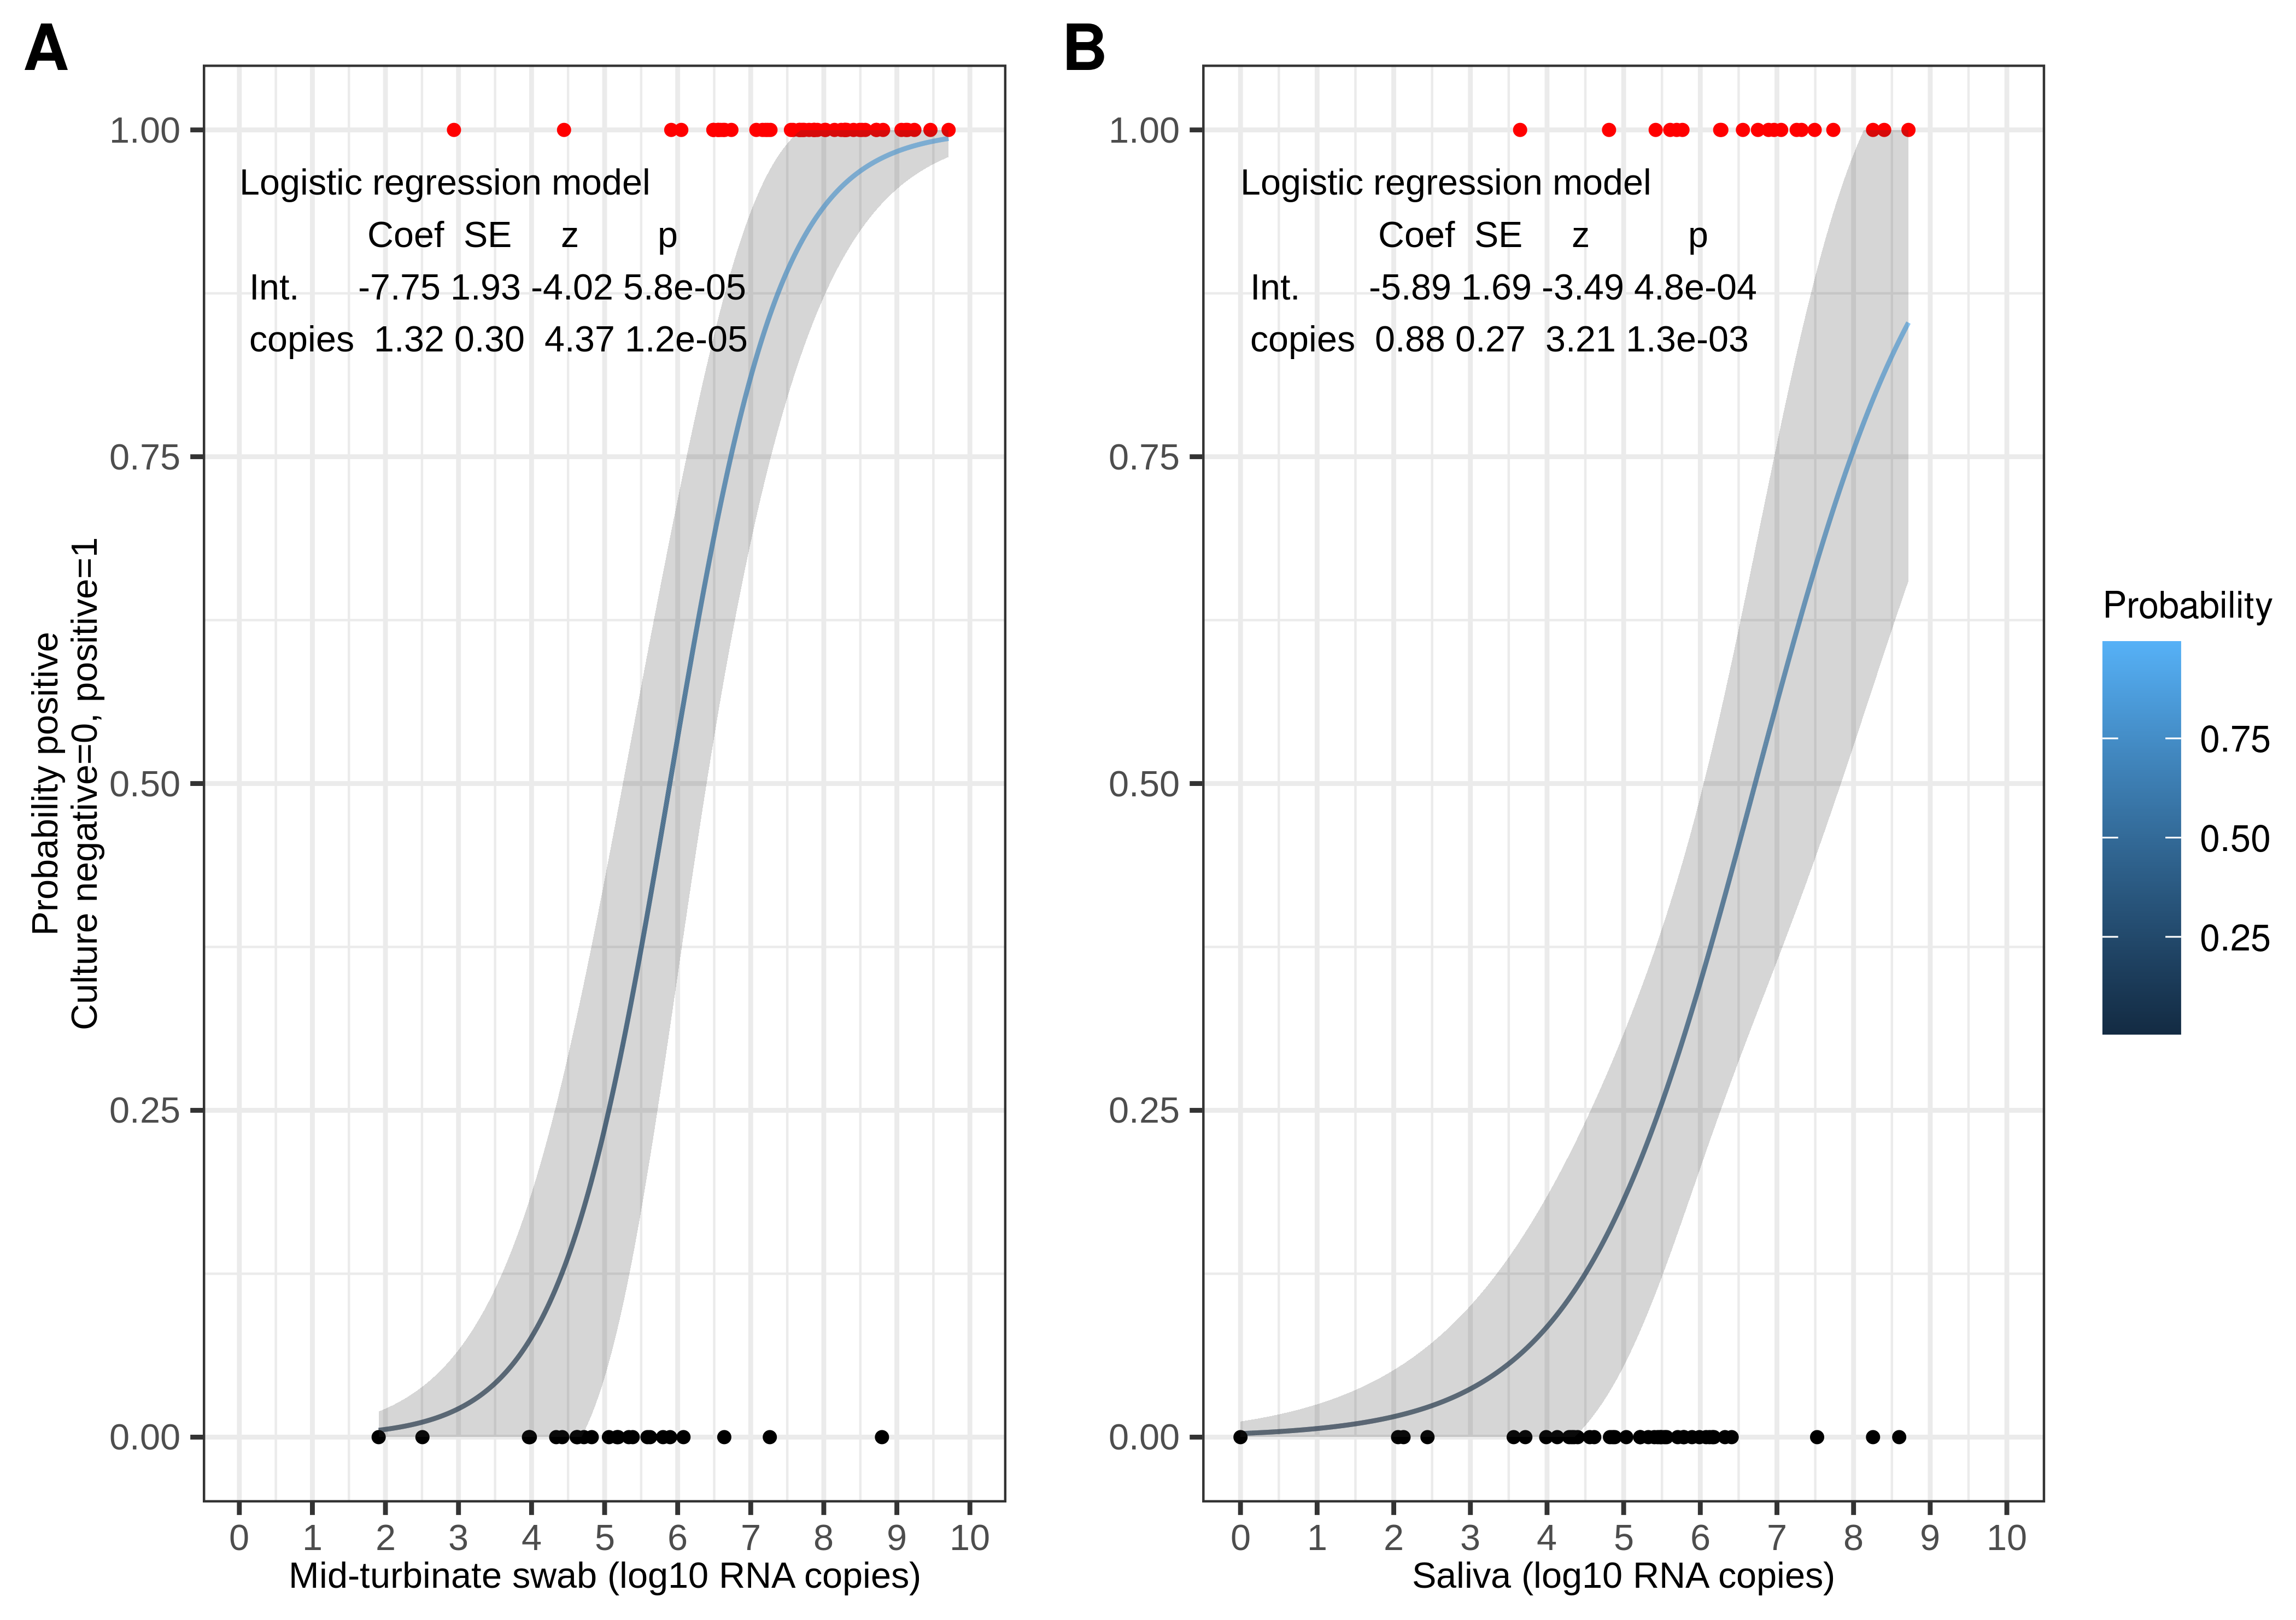 A
B
Probability positive
Culture negative=0, positive=1
1.00
0.75
0.50
0.25
0.00
Logistic regression model
Coef SE z p
Int. -7.75 1.93 -4.02 5.8e-05
copies 1.32 0.30 4.37 1.2e-05
0 1 2 3 4 5 6 7 8 9 10
Mid-turbinate swab (log10 RNA copies)
1.00
0.75
0.50
0.25
0.00
Logistic regression model
Coef SE z p
Int. -5.89 1.69 -3.49 4.8e-04
copies 0.88 0.27 3.21 1.3e-03
0 1 2 3 4 5 6 7 8 9 10
Saliva (log10 RNA copies)
Probability
0.75
0.50
0.25